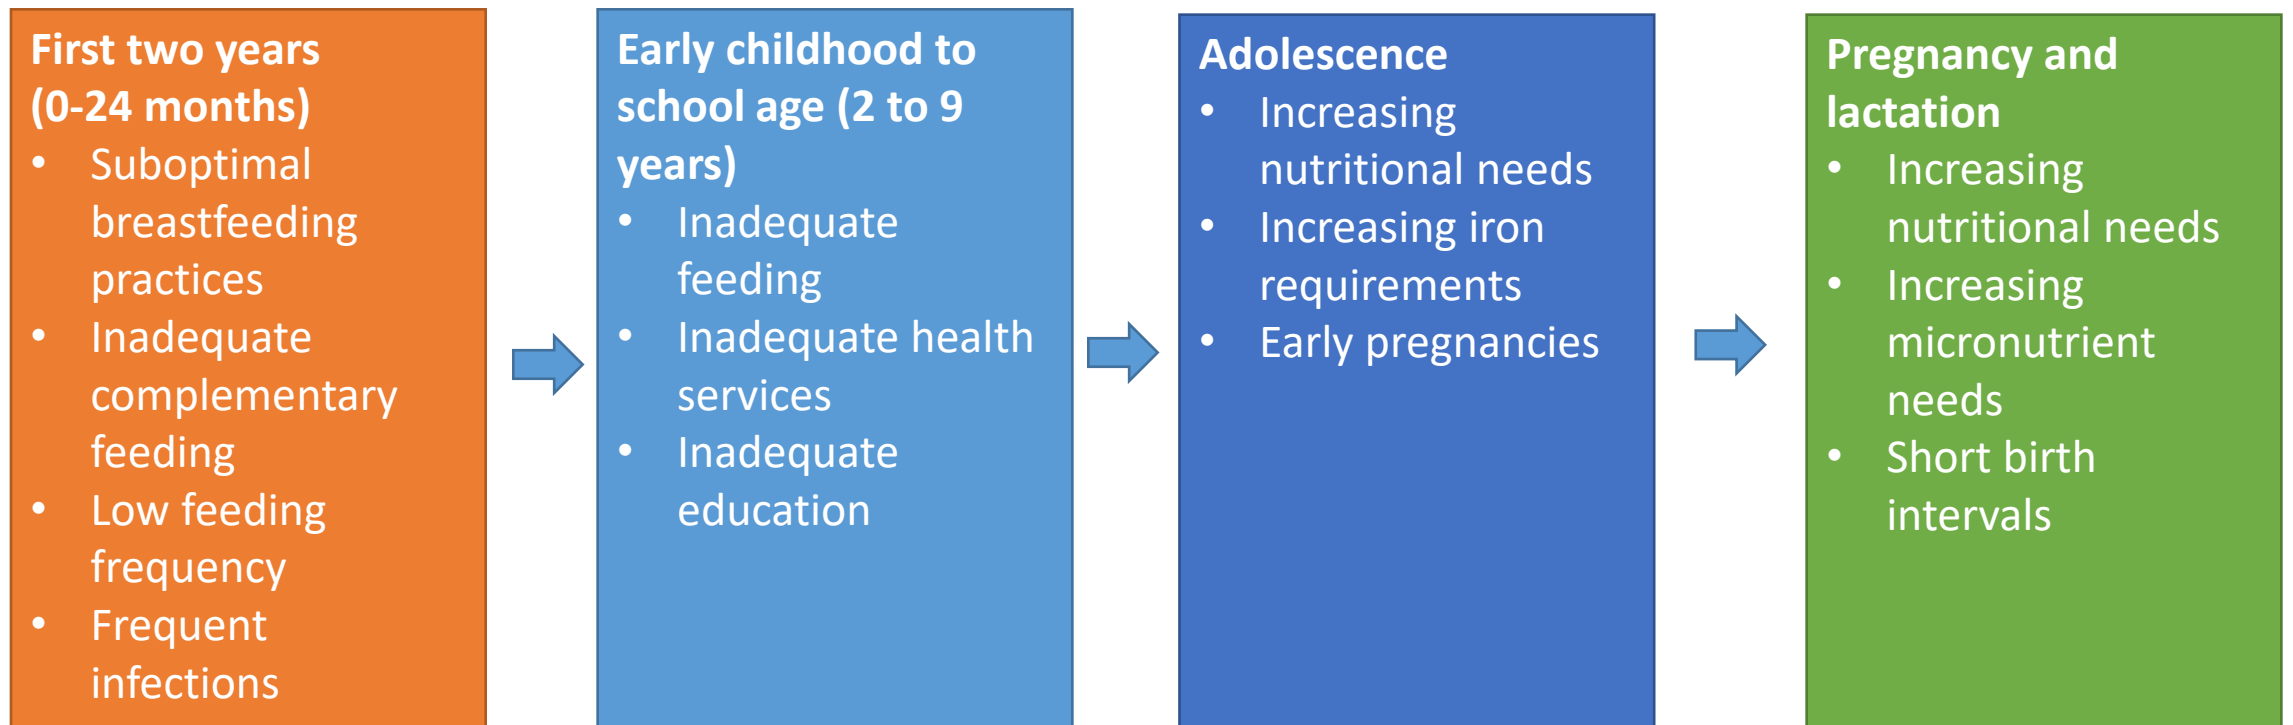 First two years
(0-24 months)
• Suboptimal
breastfeeding
practices
• Inadequate
complementary
feeding
• Low feeding
frequency
• Frequent
infections
Early childhood to
school age (2 to 9
years)
• Inadequate
feeding
• Inadequate health
services
• Inadequate
education
Adolescence
• Increasing
nutritional needs
• Increasing iron
requirements
• Early pregnancies
Pregnancy and
lactation
• Increasing
nutritional needs
• Increasing
micronutrient
needs
• Short birth
intervals